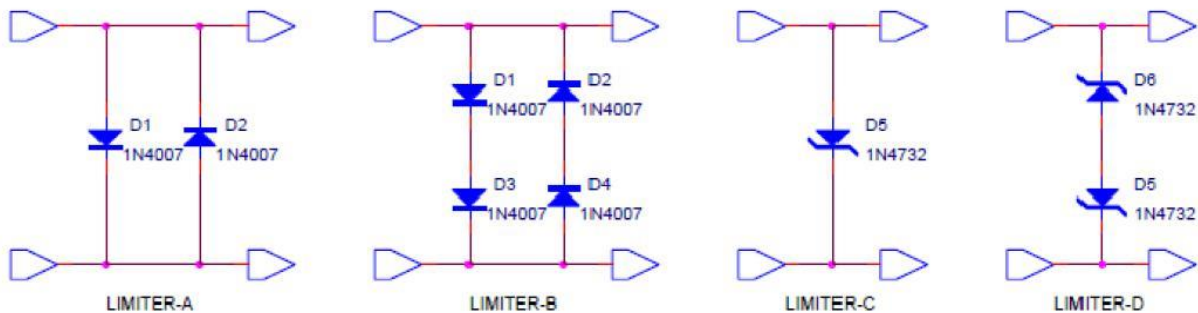 D1
1N4007
D2
1N4007
LIMITER-A
D1
1N4007
D2
1N4007
D3
1N4007
D4
1N4007
LIMITER-B
D5
1N4732
LIMITER-C
D6
1N4732
D5
1N4732
LIMITER-D